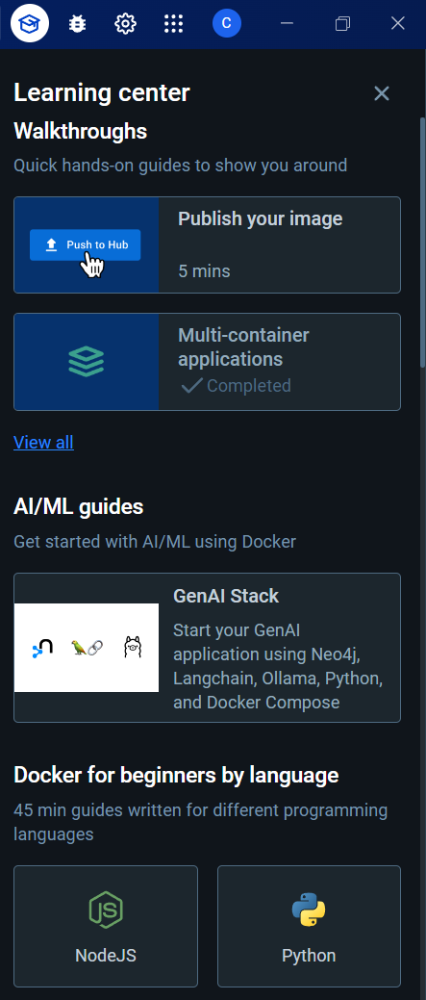 C
Learning center
Walkthroughs
Quick hands-on guides to show you around
Push to Hub
Publish your image
5 mins
Multi-container
applications
Completed
View all
AI/ML guides
Get started with AI/ML using Docker
GenAI Stack
Start your GenAI
application using Neo4j,
Langchain, Ollama, Python,
and Docker Compose
Docker for beginners by language
45 min guides written for different programming
languages
JS
NodeJS
Python